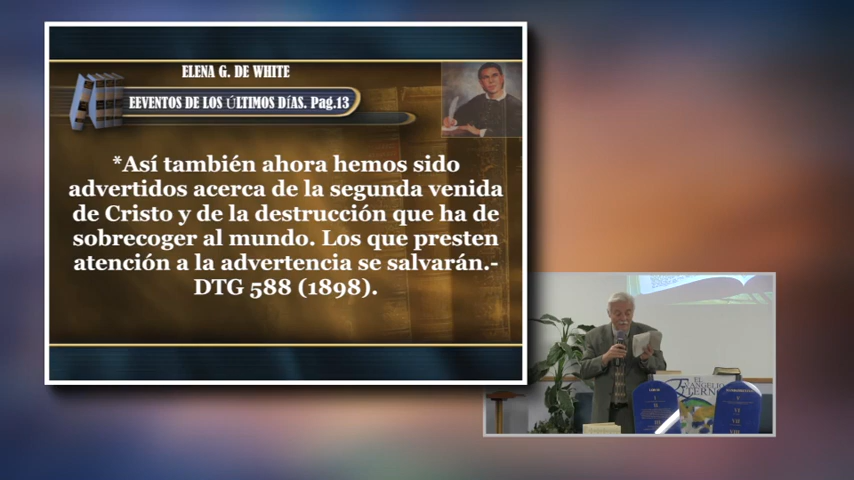 ELENA G. DE WHITE
EEVENTOS DE LOS ÚLTIMOS DÍAS. Pag.13
*Así también ahora hemos sido
advertidos acerca de la segunda venida
de Cristo y de la destrucción que ha de
sobrecoger al mundo. Los que presten
atención a la advertencia se salvarán.-
DTG 588 (1898).
EL
EVANGELIO
ETERNO